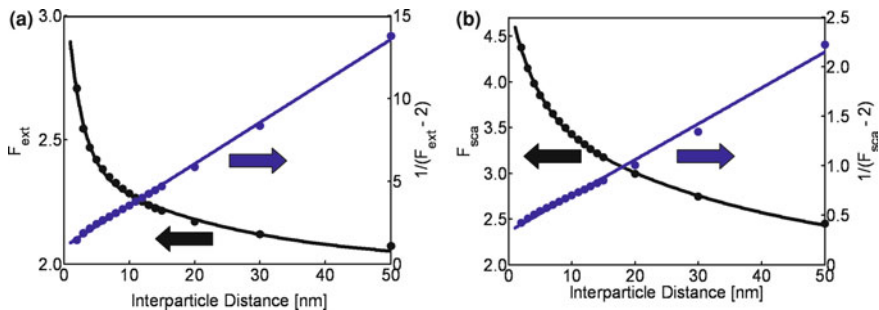 (a)
3.0
2.5
2.0
F_ext
15
10
5
0
1/(F_ext - 2)
0 10 20 30 40 50
Interparticle Distance [nm]
(b)
4.5
4.0
3.5
3.0
2.5
2.0
F_sca
2.5
2.0
1.5
1.0
0.5
0
1/(F_sca - 2)
0 10 20 30 40 50
Interparticle Distance [nm]